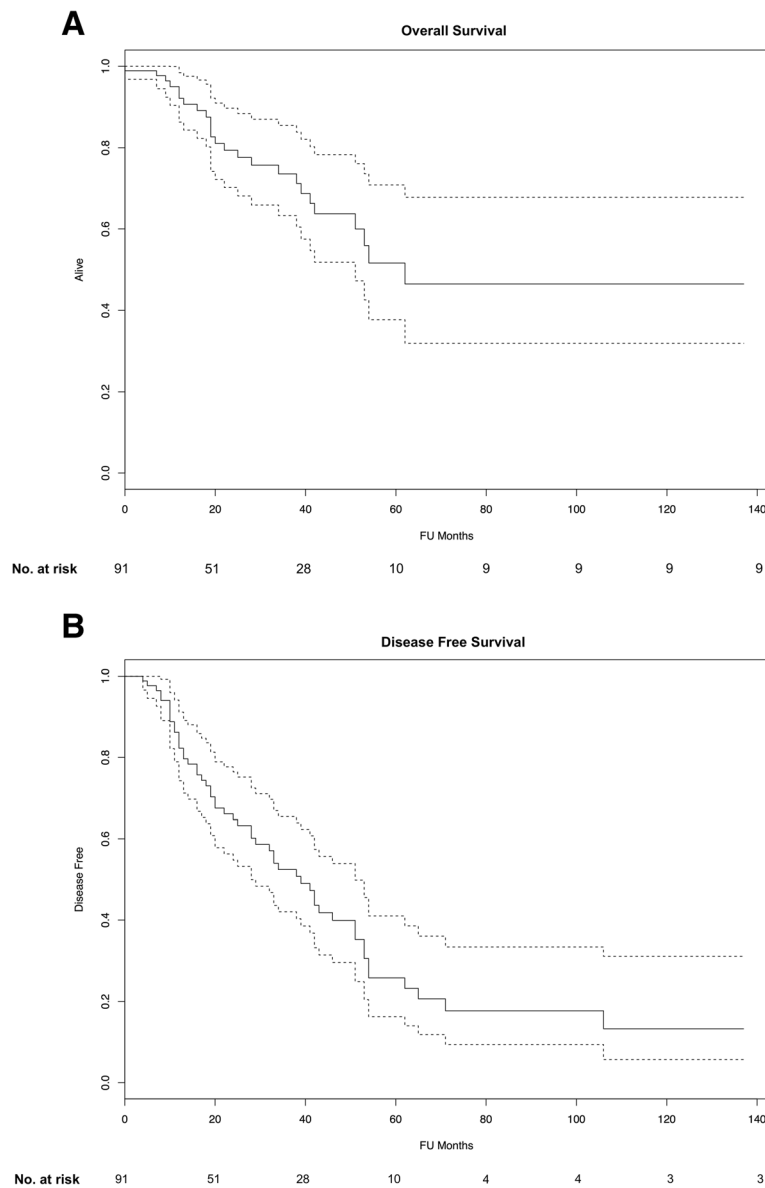 A
Overall Survival
1.0
0.8
0.6
0.4
0.2
0.0
Alive
0 20 40 60 80 100 120 140
FU Months
No. at risk 91 51 28 10 9 9 9 9
B
Disease Free Survival
1.0
0.8
0.6
0.4
0.2
0.0
Disease Free
0 20 40 60 80 100 120 140
FU Months
No. at risk 91 51 28 10 4 4 3 3